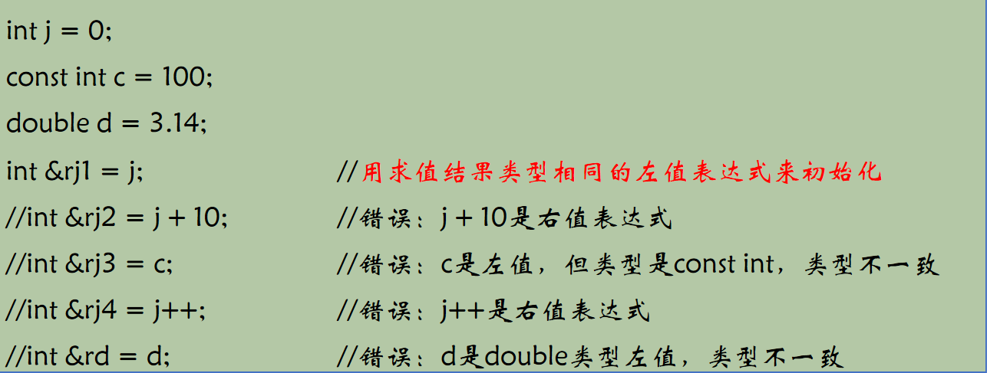 int j = 0;
const int c = 100;
double d = 3.14;
int &rj1 = j; //用求值结果类型相同的左值表达式来初始化
//int &rj2 = j + 10; //错误：j + 10是右值表达式
//int &rj3 = c; //错误：c是左值，但类型是const int，类型不一致
//int &rj4 = j++; //错误：j++是右值表达式
//int &rd = d; //错误：d是double类型左值，类型不一致